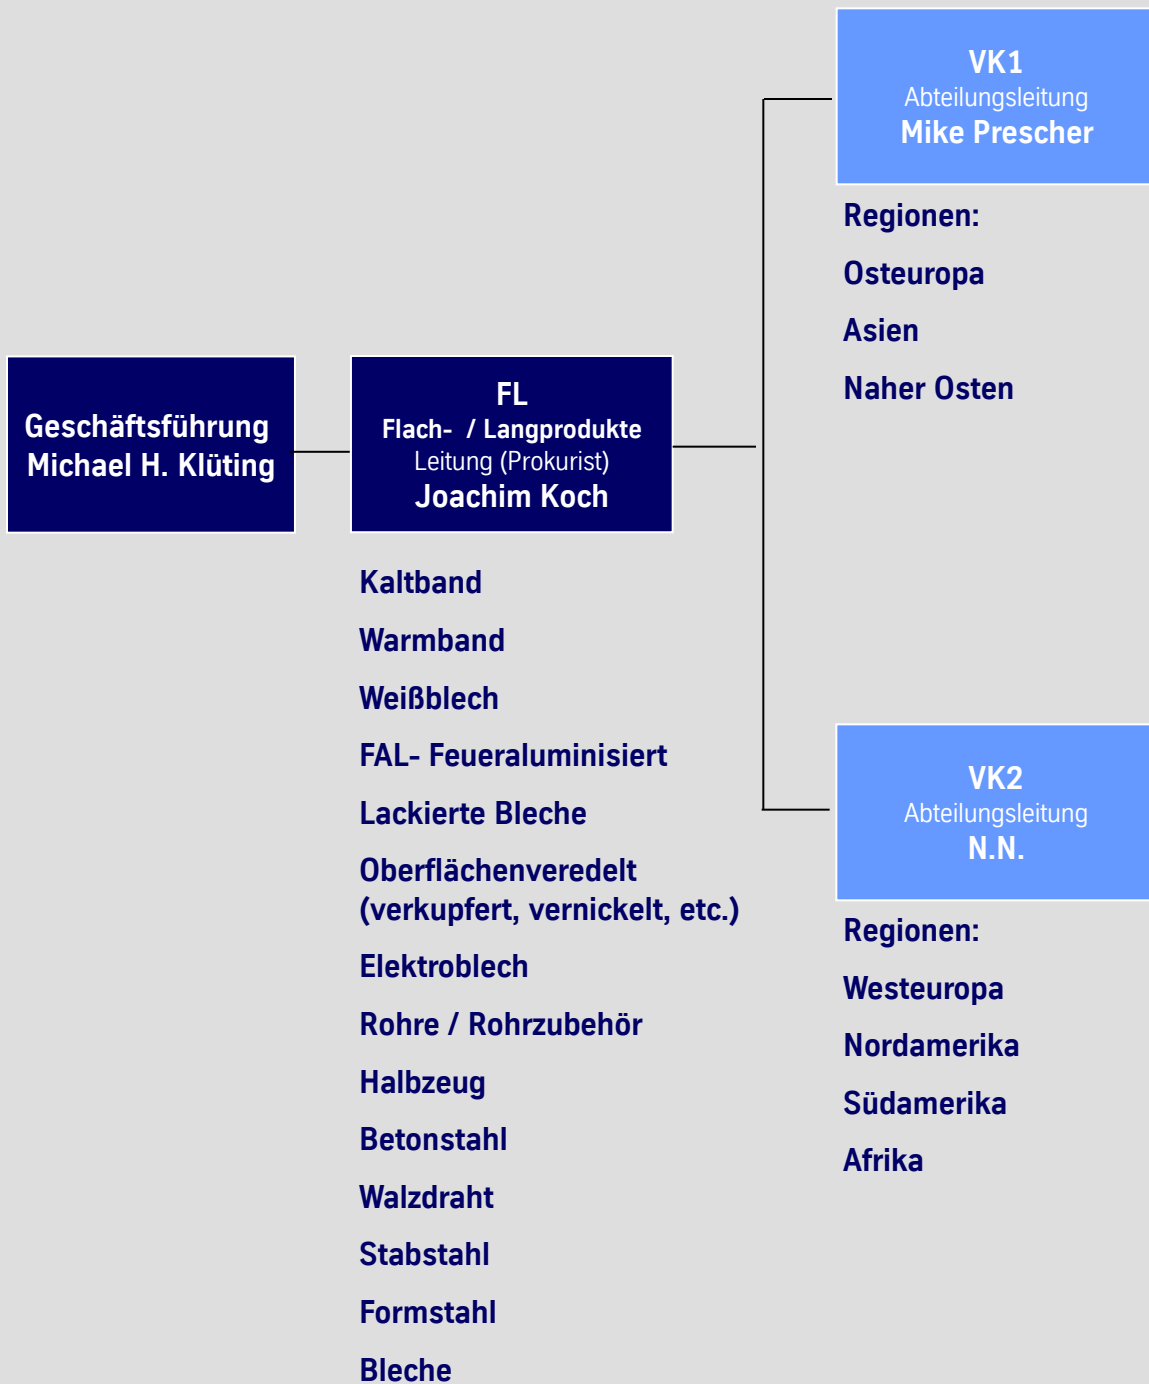 Geschäftsführung
Michael H. Klüting
FL
Flach- / Langprodukte
Leitung (Prokurist)
Joachim Koch
Kaltband
Warmband
Weißblech
FAL- Feueraluminisiert
Lackierte Bleche
Oberflächenveredelt
(verkupfert, vernickelt, etc.)
Elektroblech
Rohre / Rohrzubehör
Halbzeug
Betonstahl
Walzdraht
Stabstahl
Formstahl
Bleche
VK1
Abteilungsleitung
Mike Prescher
Regionen:
Osteuropa
Asien
Naher Osten
VK2
Abteilungsleitung
N.N.
Regionen:
Westeuropa
Nordamerika
Südamerika
Afrika